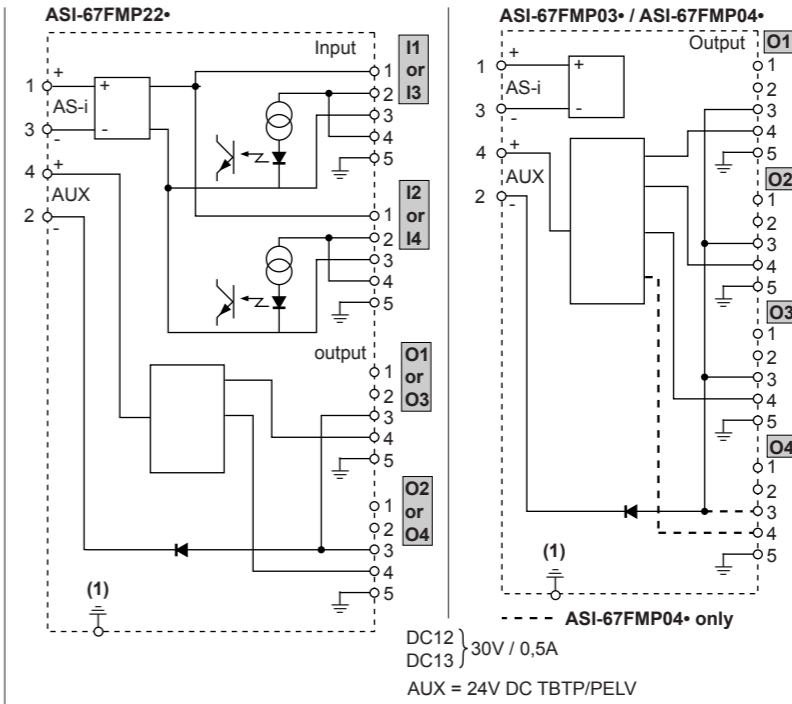 ASI-67FMP22•
Input
I1
or
I3
1
2
3
4
5
1 +
AS-i
3 -
+
-
4 +
AUX
2 -
I2
or
I4
1
2
3
4
5
output
O1
or
O3
1
2
3
4
5
O2
or
O4
1
2
3
4
5
(1)
ASI-67FMP03• / ASI-67FMP04•
Output
O1
1
2
3
4
5
1 +
AS-i
3 -
+
-
4 +
AUX
2 -
O2
1
2
3
4
5
O3
1
2
3
4
5
O4
1
2
3
4
5
(1)
ASI-67FMP04• only
DC12
DC13 } 30V / 0,5A
AUX = 24V DC TBTP/PELV